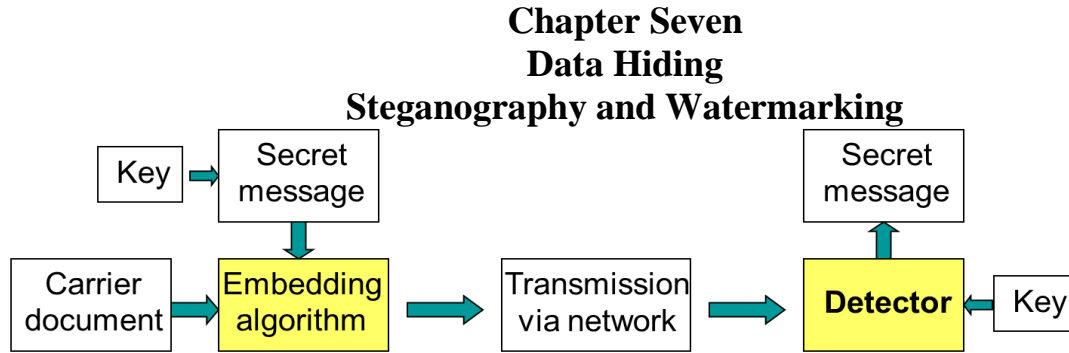 Chapter Seven
Data Hiding
Steganography and Watermarking
Key
Secret
message
Secret
message
Carrier
document
Embedding
algorithm
Transmission
via network
Detector
Key